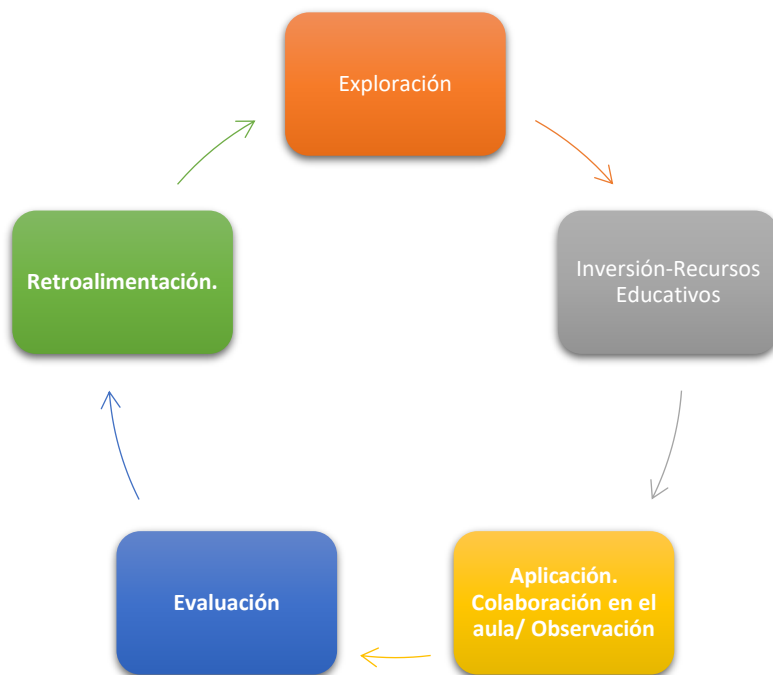 Exploración
Inversión-Recursos
Educativos
Aplicación.
Colaboración en el
aula/ Observación
Evaluación
Retroalimentación.